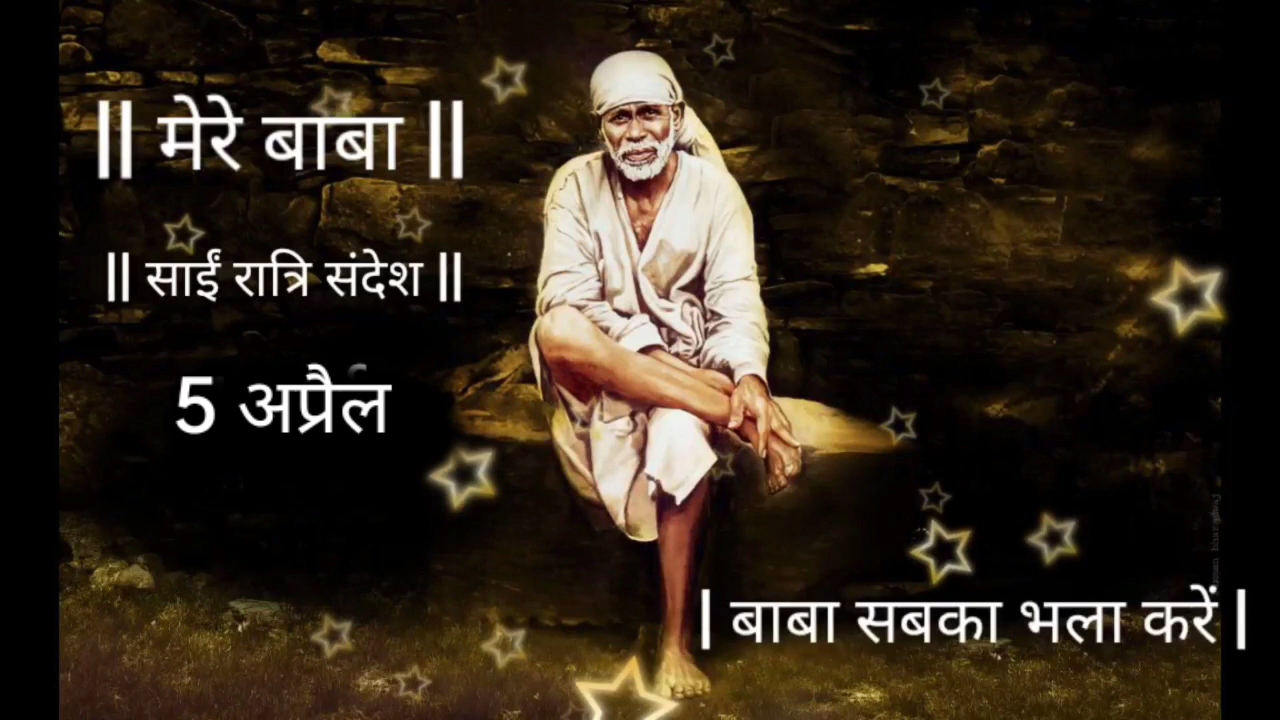 || मेरे बाबा ||
|| साईं रात्रि संदेश ||
5 अप्रैल
| बाबा सबका भला करें |